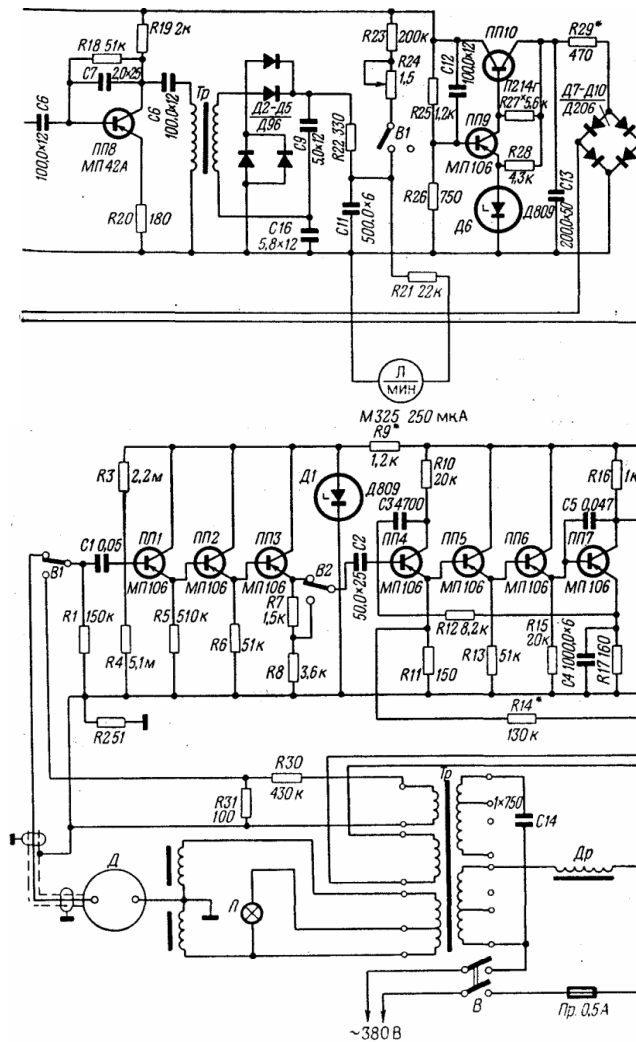 R19 2к
R18 51к
C7 20×25
C6
100,0×12
C6
100,0×12
ПП8
МП 42А
R20 180
Тр
Д2-Д5
Д96
C9
5,0×12
R22 330
C16
5,8×12
C11
500,0×6
R23
200к
R24
1,5
В1
R25 1,2к
C12
100,0×12
ПП10
П214г
R27* 5,6к
ПП9
МП106
R28
4,3к
R26 750
Д6
Д809
C13
200,0×50
R29*
470
Д7-Д10
Д206
R21 22к
Л
МИН
М325 250 мкА
R9*
1,2к
R3
2,2м
Д1
Д809
R10
20к
R16
1к
C3 4700
C5 0,047
C1 0,05
ПП1
ПП2
ПП3
В2
C2
50,0×25
ПП4
ПП5
ПП6
ПП7
В1
МП106
МП106
МП106
МП106
МП106
МП106
МП106
R1 150к
R4 5,1м
R5 510к
R6 51к
R7
1,5к
R8 3,6к
R12 8,2к
R11
150
R13
51к
R15
20к
C4 1000,0×6
R17 160
R2 51
R14*
130к
R30
430к
R31
100
Тр
1×750
C14
Др
Д
Л
В
Пр. 0,5А
~380В